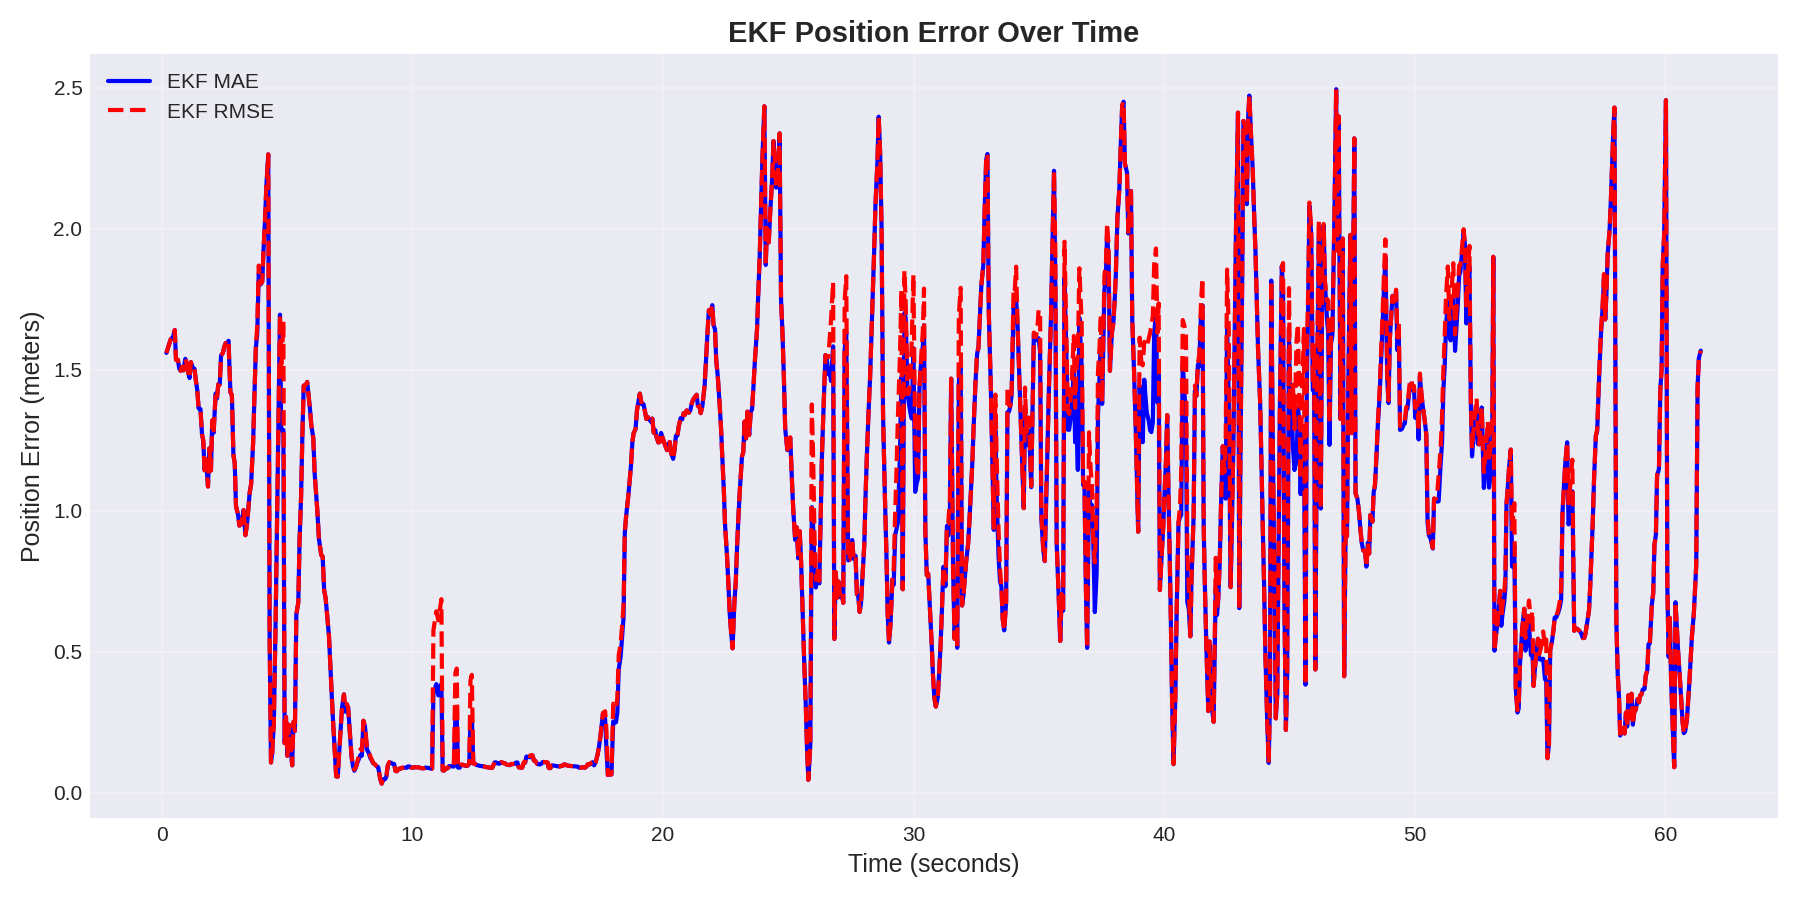 EKF Position Error Over Time
EKF MAE
EKF RMSE
Position Error (meters)
2.5
2.0
1.5
1.0
0.5
0.0
0 10 20 30 40 50 60
Time (seconds)